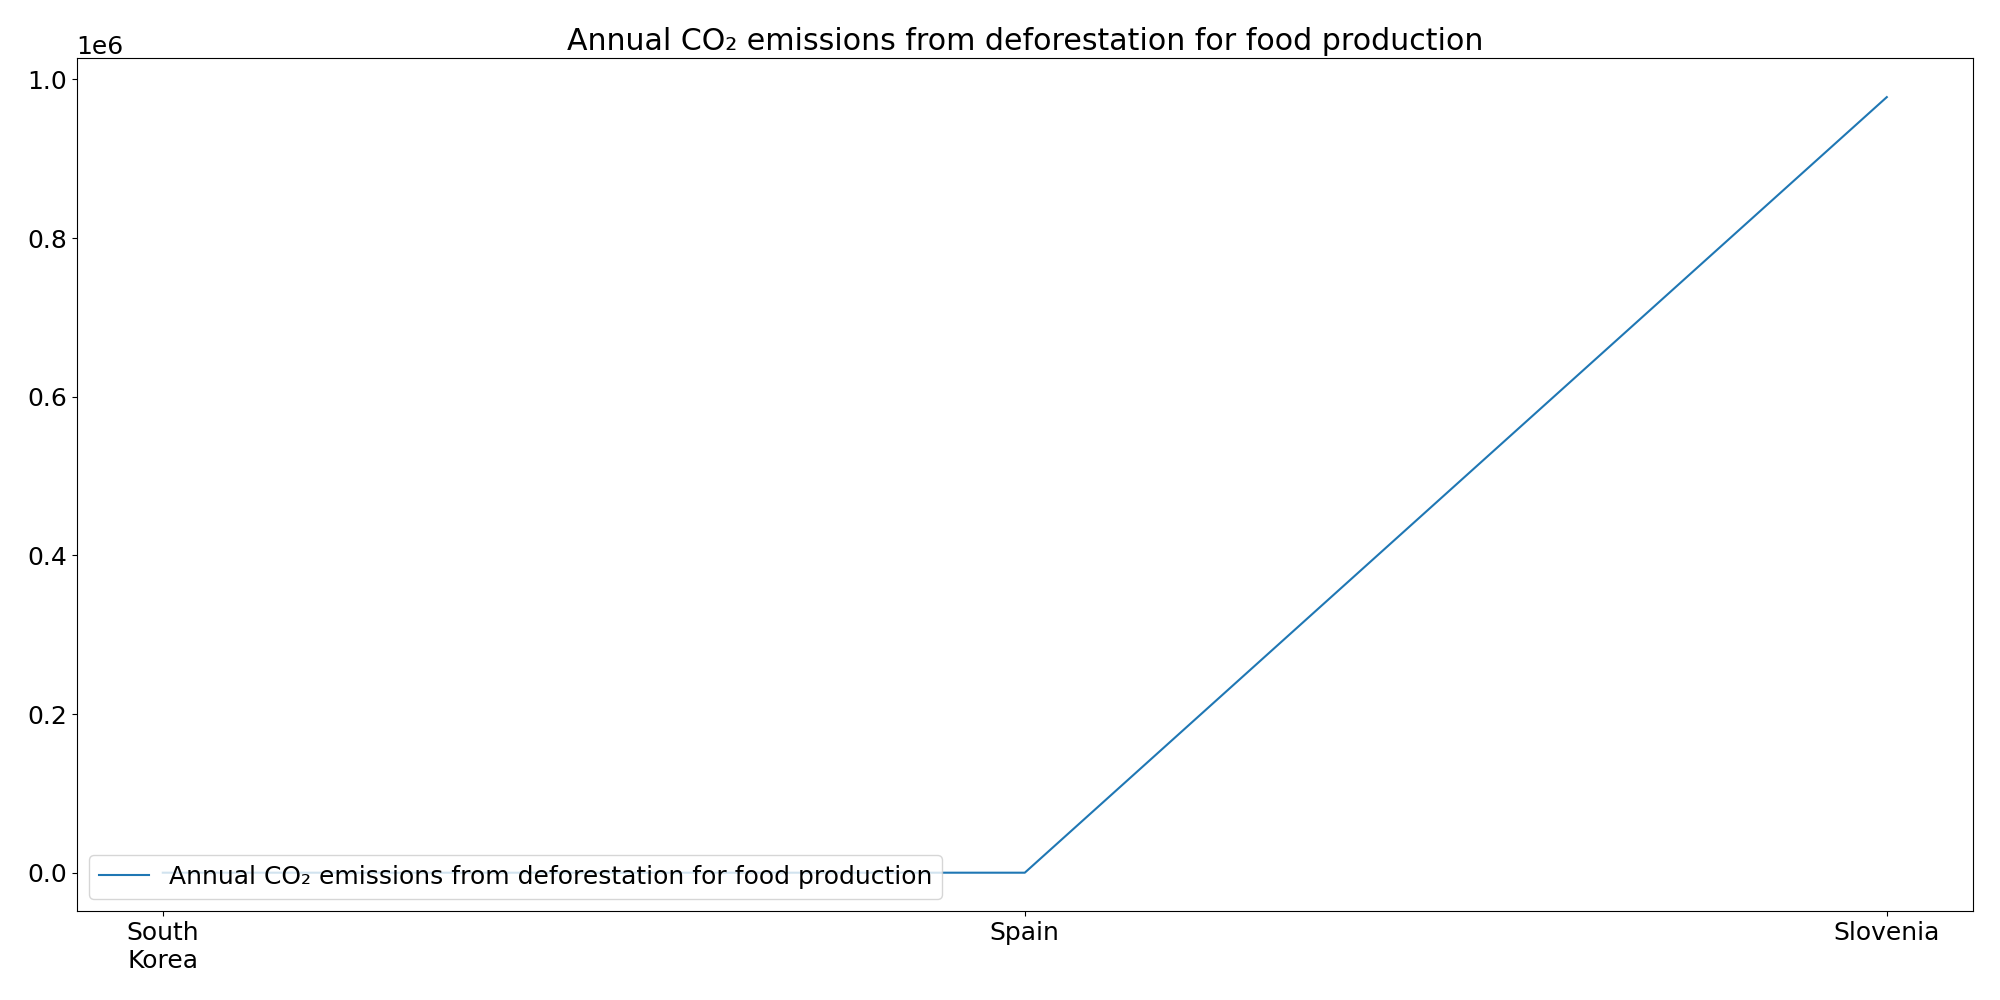 Annual CO₂ emissions from deforestation for food production
1e6
1.0
0.8
0.6
0.4
0.2
0.0
Annual CO₂ emissions from deforestation for food production
South
Korea
Spain
Slovenia